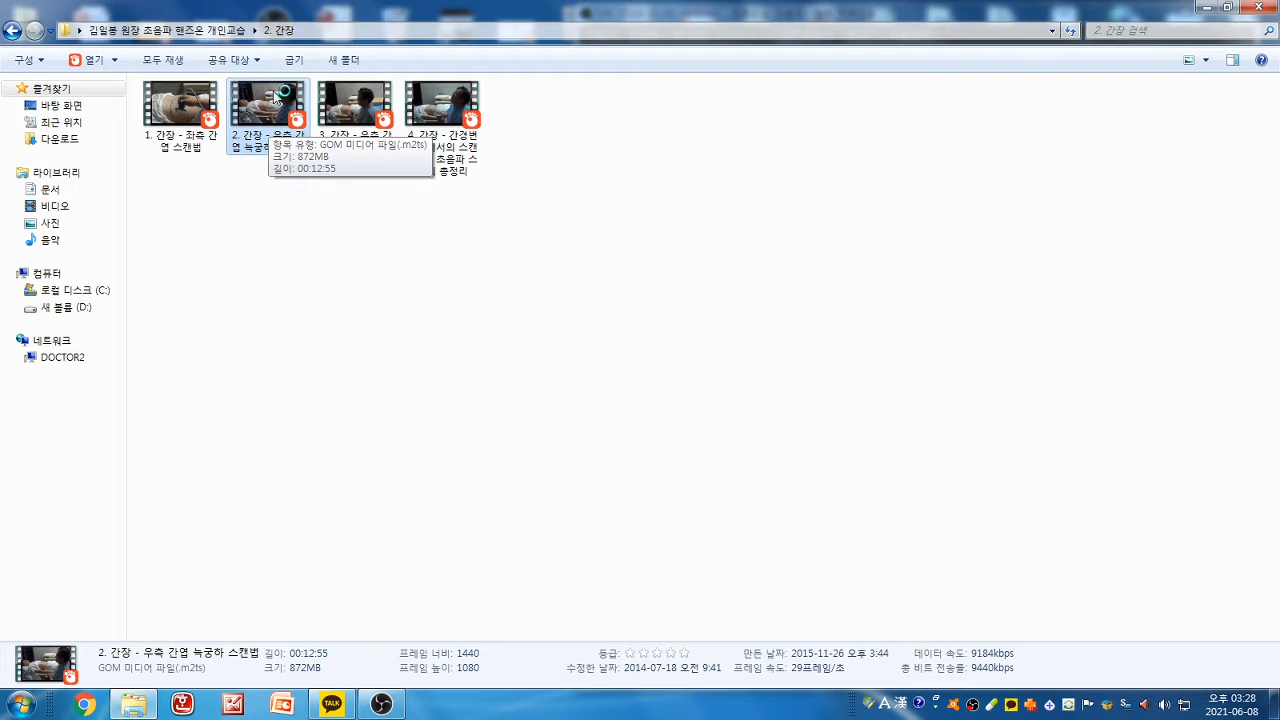 김일봉 원장 초음파 핸즈온 개인교습 ▸ 2. 간장
2. 간장 검색
구성 열기 모두 재생 공유 대상 굽기 새 폴더
즐겨찾기
바탕 화면
최근 위치
다운로드
라이브러리
문서
비디오
사진
음악
컴퓨터
로컬 디스크 (C:)
새 볼륨 (D:)
네트워크
DOCTOR2
1. 간장 - 좌측 간
엽 스캔법
2. 간장 - 우측 간
엽 늑궁하
3. 간장 - 우측 간
4. 간장 - 간경변
서의 스캔
초음파 스
총정리
항목 유형: GOM 미디어 파일(.m2ts)
크기: 872MB
길이: 00:12:55
2. 간장 - 우측 간엽 늑궁하 스캔법
GOM 미디어 파일(.m2ts)
길이: 00:12:55
크기: 872MB
프레임 너비: 1440
프레임 높이: 1080
등급:
수정한 날짜: 2014-07-18 오전 9:4
만든 날짜: 2015-11-26 오후 3:44
프레임 속도: 29프레임/초
데이터 속도: 9184kbps
총 비트 전송률: 9440kbps
TALK
A 漢
오후 03:28
2021-06-08